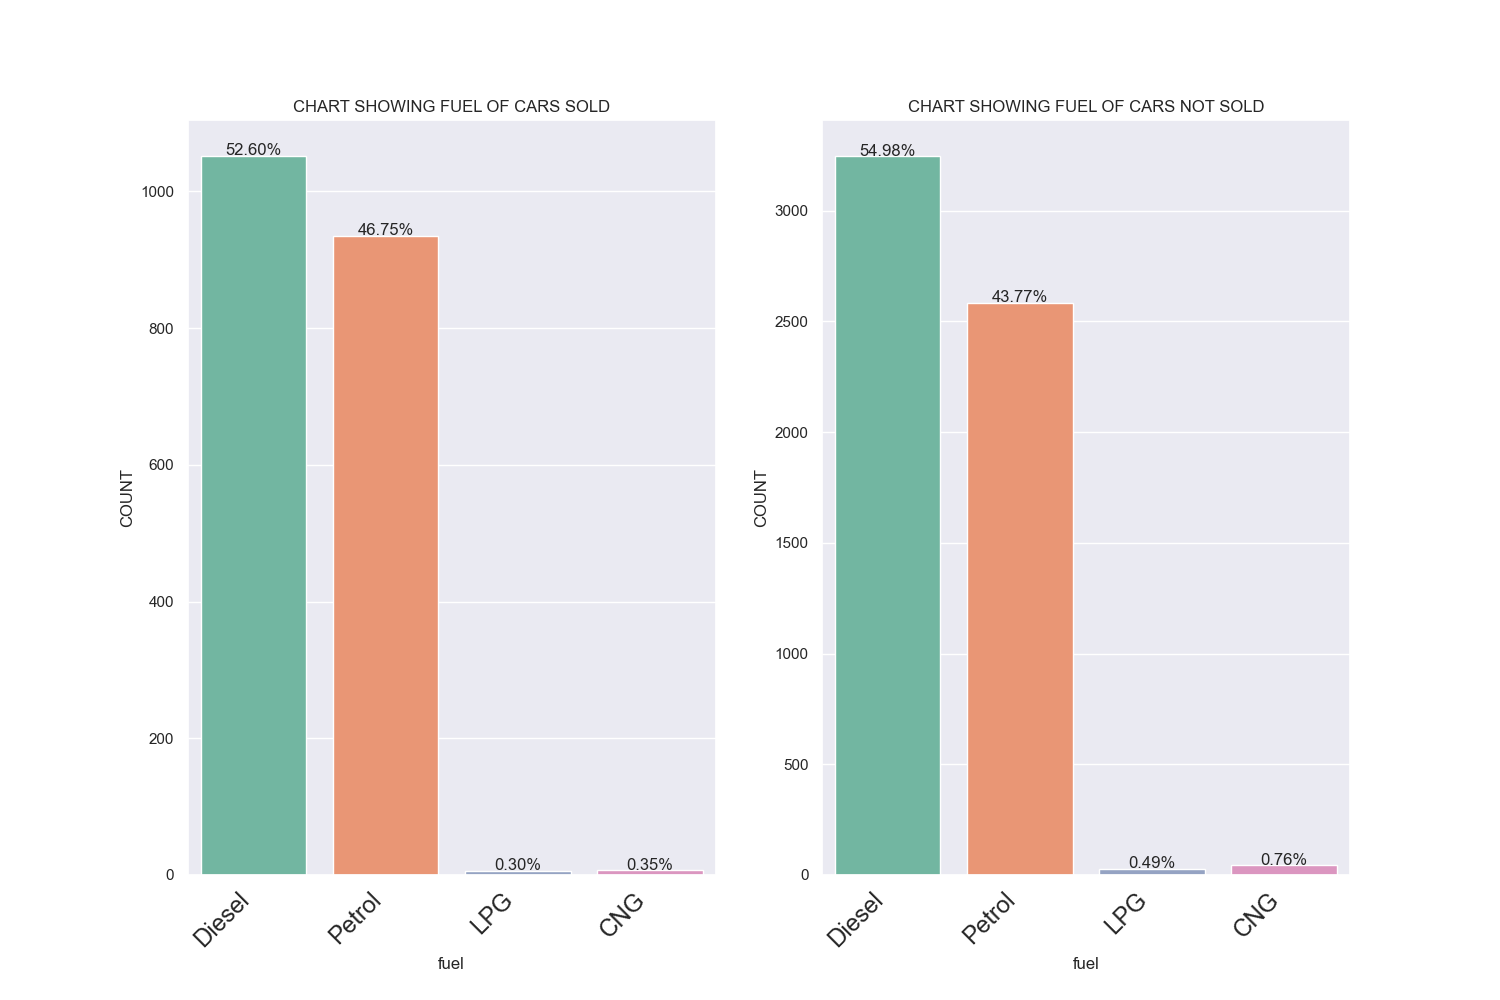 CHART SHOWING FUEL OF CARS SOLD
52.60%
46.75%
0.30%
0.35%
1000
800
600
400
200
0
COUNT
Diesel
Petrol
LPG
CNG
fuel
CHART SHOWING FUEL OF CARS NOT SOLD
54.98%
43.77%
0.49%
0.76%
3000
2500
2000
1500
1000
500
0
COUNT
Diesel
Petrol
LPG
CNG
fuel